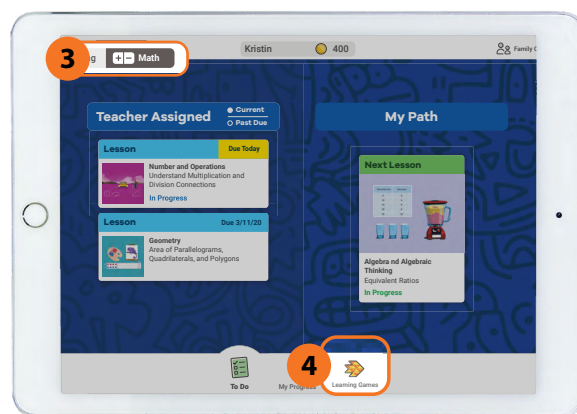 3
g
+ − Math
Kristin
400
Family C
Teacher Assigned
Current
Past Due
My Path
Lesson
Due Today
Number and Operations
Understand Multiplication and
Division Connections
In Progress
Lesson
Due 3/11/20
Geometry
Area of Parallelograms,
Quadrilaterals, and Polygons
Next Lesson
Algebra nd Algebraic
Thinking
Equivalent Ratios
In Progress
To Do
My Progress
4
Learning Games